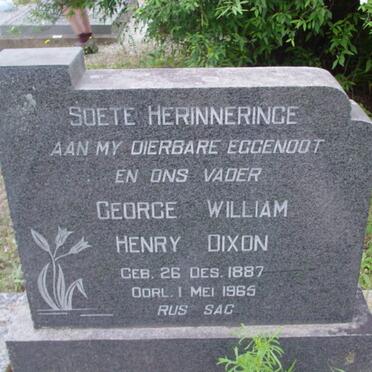 SOETE HERINNERINGE
AAN MY DIERBARE EGGENOOT
EN ONS VADER
GEORGE WILLIAM
HENRY DIXON
GEB. 26 DES. 1887
OORL. 1 MEI 1965
RUS SAG